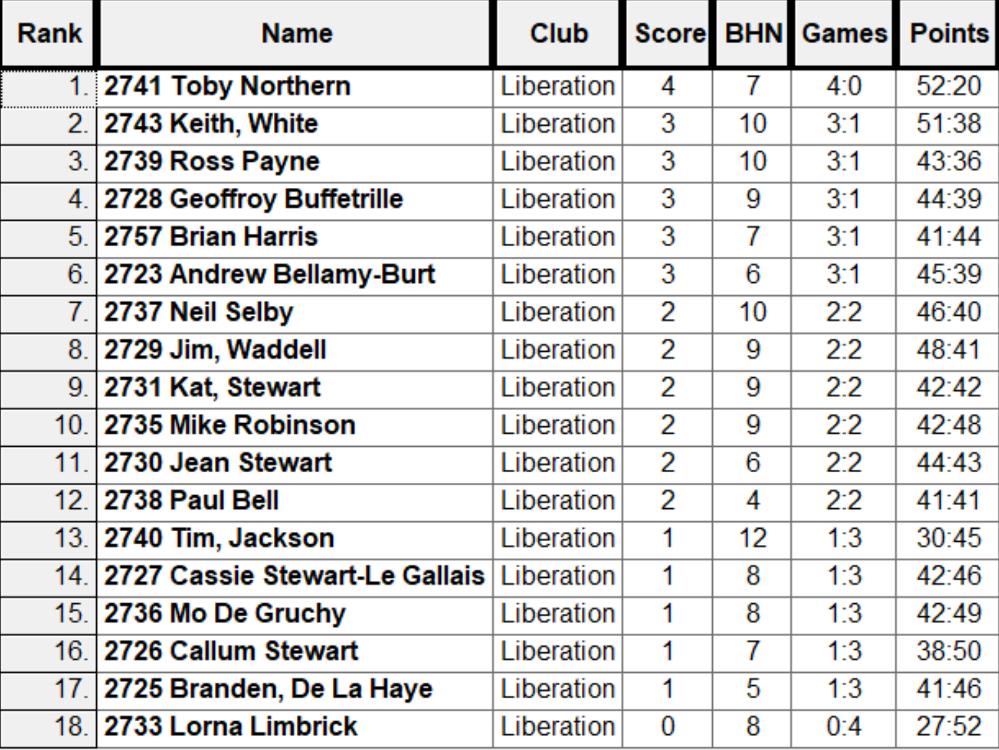 Rank Name Club Score BHN Games Points
1. 2741 Toby Northern Liberation 4 7 4:0 52:20
2. 2743 Keith, White Liberation 3 10 3:1 51:38
3. 2739 Ross Payne Liberation 3 10 3:1 43:36
4. 2728 Geoffroy Buffetrille Liberation 3 9 3:1 44:39
5. 2757 Brian Harris Liberation 3 7 3:1 41:44
6. 2723 Andrew Bellamy-Burt Liberation 3 6 3:1 45:39
7. 2737 Neil Selby Liberation 2 10 2:2 46:40
8. 2729 Jim, Waddell Liberation 2 9 2:2 48:41
9. 2731 Kat, Stewart Liberation 2 9 2:2 42:42
10. 2735 Mike Robinson Liberation 2 9 2:2 42:48
11. 2730 Jean Stewart Liberation 2 6 2:2 44:43
12. 2738 Paul Bell Liberation 2 4 2:2 41:41
13. 2740 Tim, Jackson Liberation 1 12 1:3 30:45
14. 2727 Cassie Stewart-Le Gallais Liberation 1 8 1:3 42:46
15. 2736 Mo De Gruchy Liberation 1 8 1:3 42:49
16. 2726 Callum Stewart Liberation 1 7 1:3 38:50
17. 2725 Branden, De La Haye Liberation 1 5 1:3 41:46
18. 2733 Lorna Limbrick Liberation 0 8 0:4 27:52